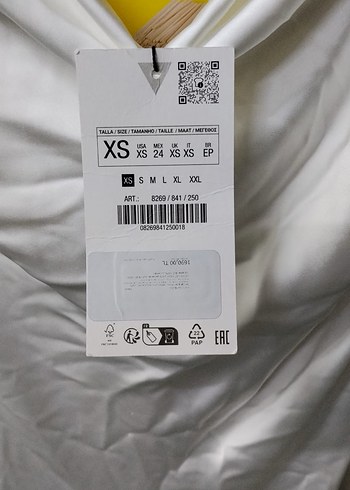 TALLA / SIZE / TAMANHO / TAILLE / MAAT / ΜΕΓΕΘΟΣ
XS USA XS MEX 24 UK XS IT XS BR EP
XS S M L XL XXL
ART.: 8269 / 841 / 250
08269841250018
FSC
PAP
EAC